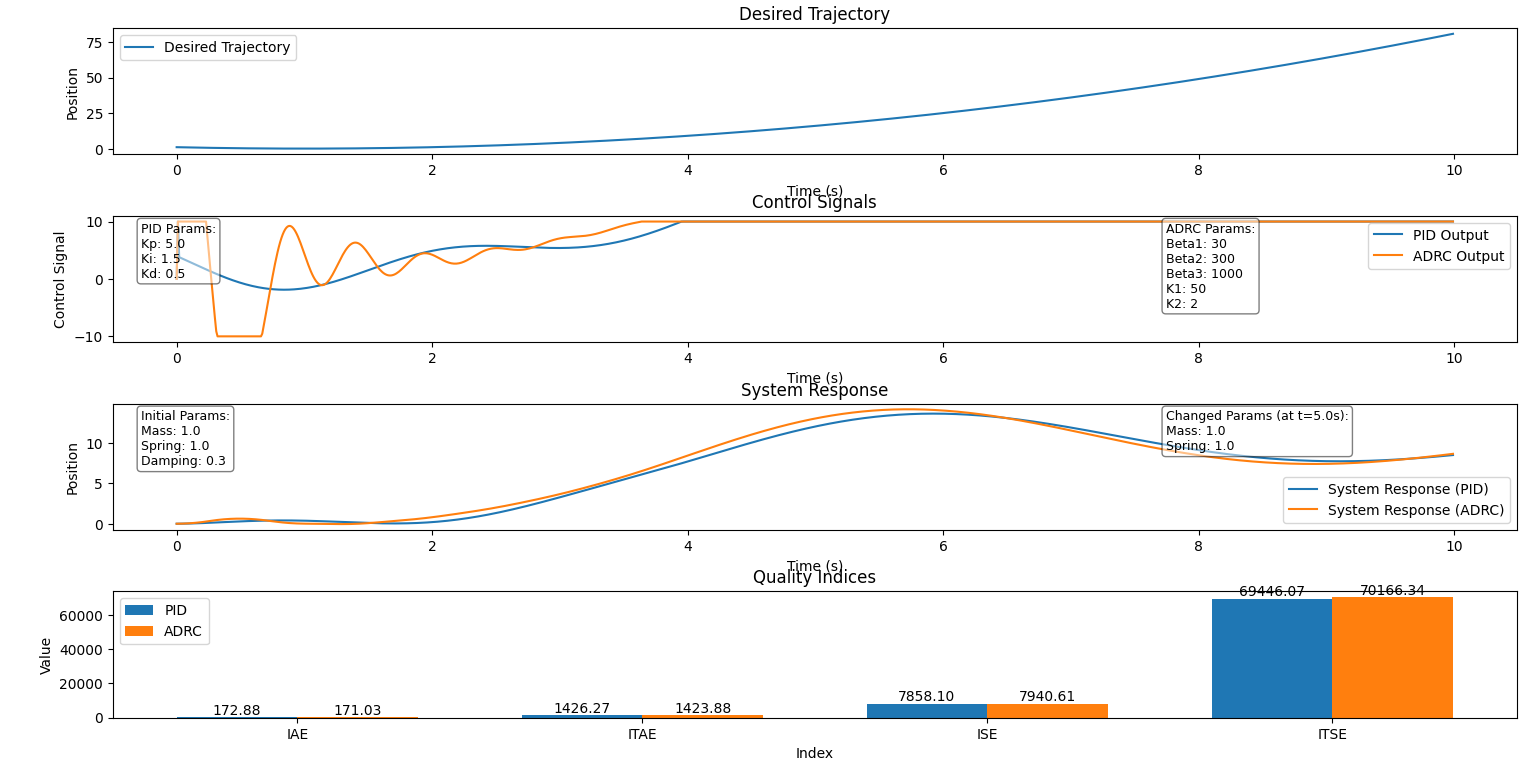 Desired Trajectory
Desired Trajectory
75
50
25
0
Position
0 2 4 6 8 10
Time (s)
Control Signals
10
0
−10
Control Signal
PID Params:
Kp: 5.0
Ki: 1.5
Kd: 0.5
ADRC Params:
Beta1: 30
Beta2: 300
Beta3: 1000
K1: 50
K2: 2
PID Output
ADRC Output
0 2 4 6 8 10
Time (s)
System Response
10
5
0
Position
Initial Params:
Mass: 1.0
Spring: 1.0
Damping: 0.3
Changed Params (at t=5.0s):
Mass: 1.0
Spring: 1.0
System Response (PID)
System Response (ADRC)
0 2 4 6 8 10
Time (s)
Quality Indices
60000
40000
20000
0
Value
PID
ADRC
172.88 171.03 1426.27 1423.88 7858.10 7940.61 69446.07 70166.34
IAE ITAE ISE ITSE
Index